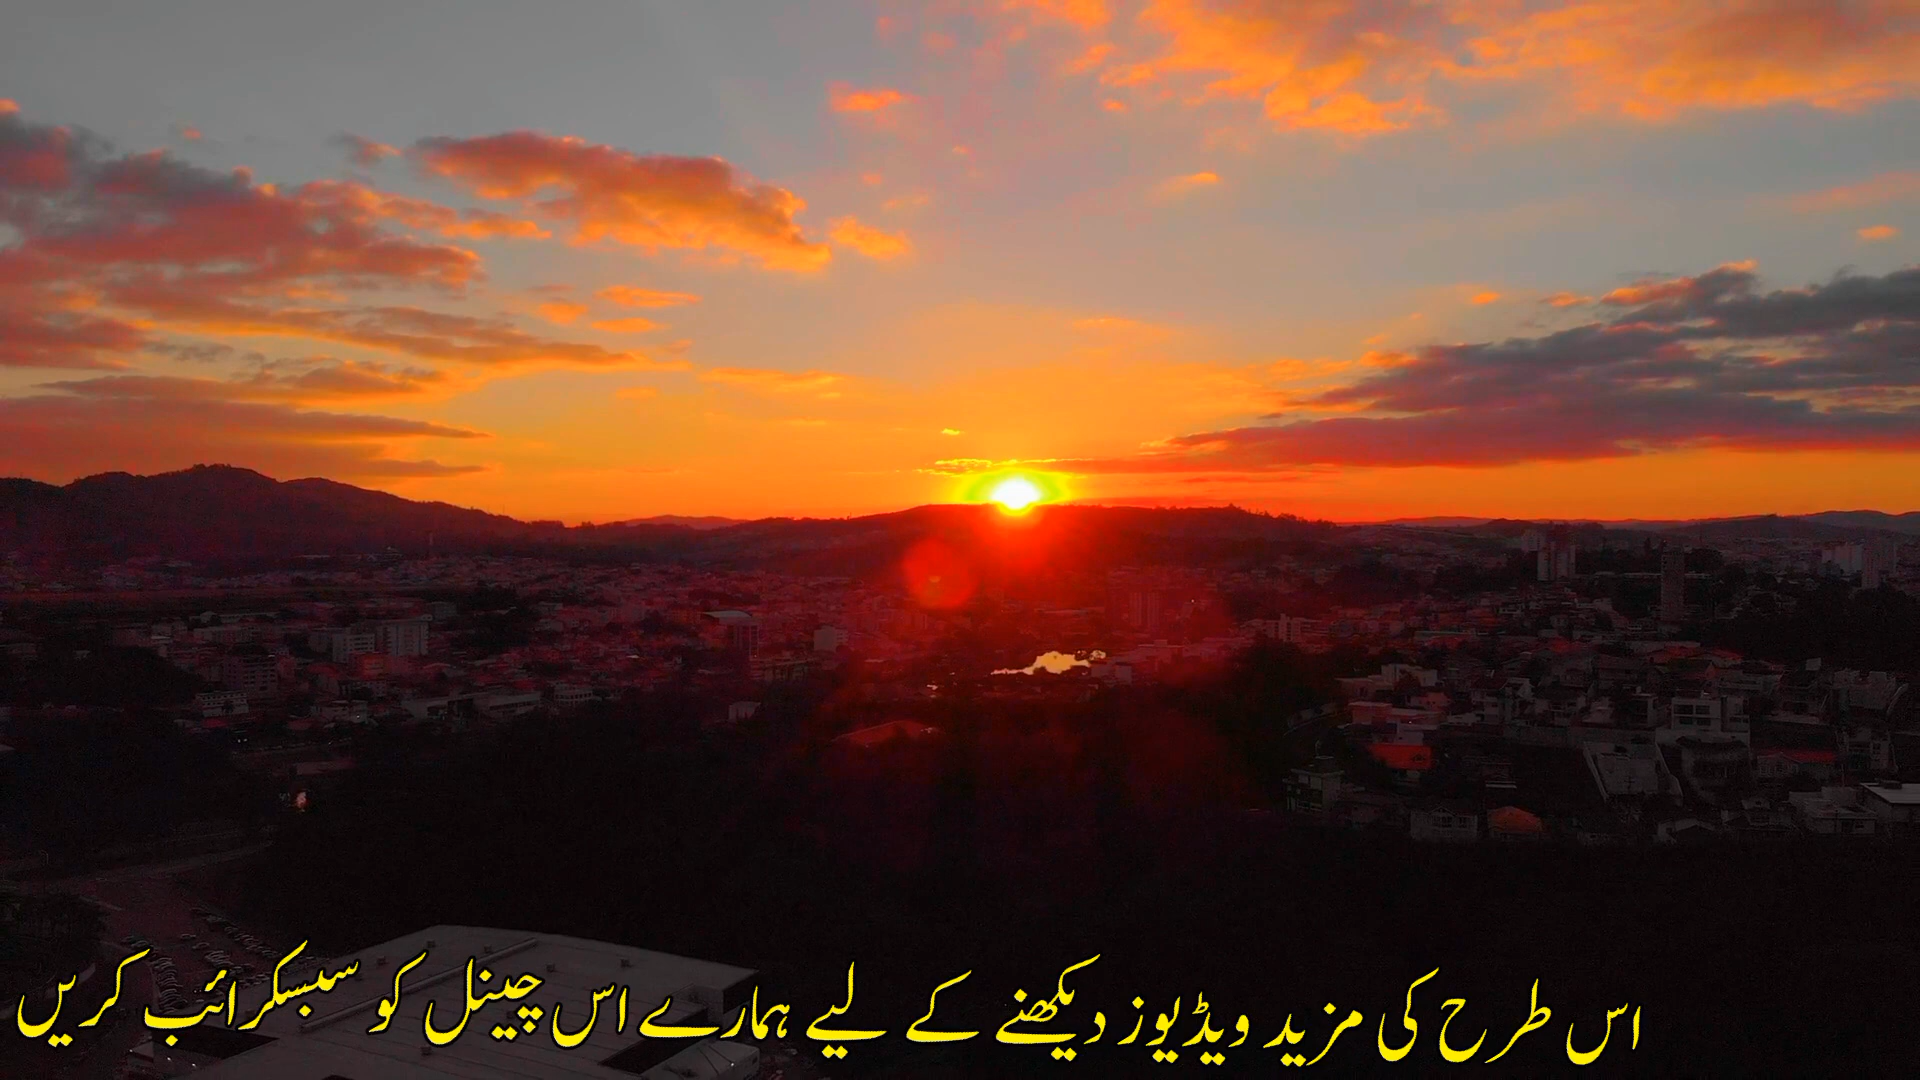 اس طرح کی مزید ویڈیوز دیکھنے کے لیے ہمارے اس چینل کو سبسکرائب کریں